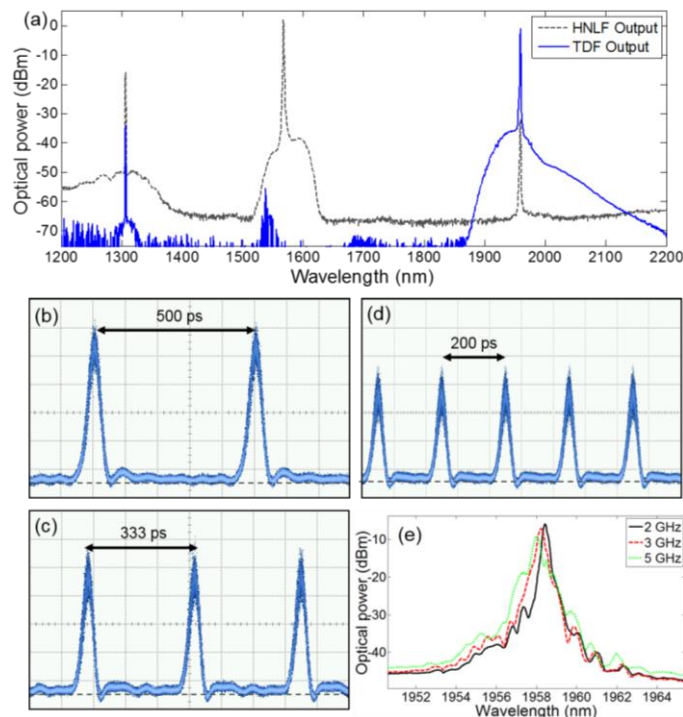 (a)
HNLF Output
TDF Output
Optical power (dBm)
0
-10
-20
-30
-40
-50
-60
-70
1200 1300 1400 1500 1600 1700 1800 1900 2000 2100 2200
Wavelength (nm)
(b)
500 ps
(d)
200 ps
(c)
333 ps
(e)
2 GHz
3 GHz
5 GHz
Optical power (dBm)
-10
-20
-30
-40
1952 1954 1956 1958 1960 1962 1964
Wavelength (nm)